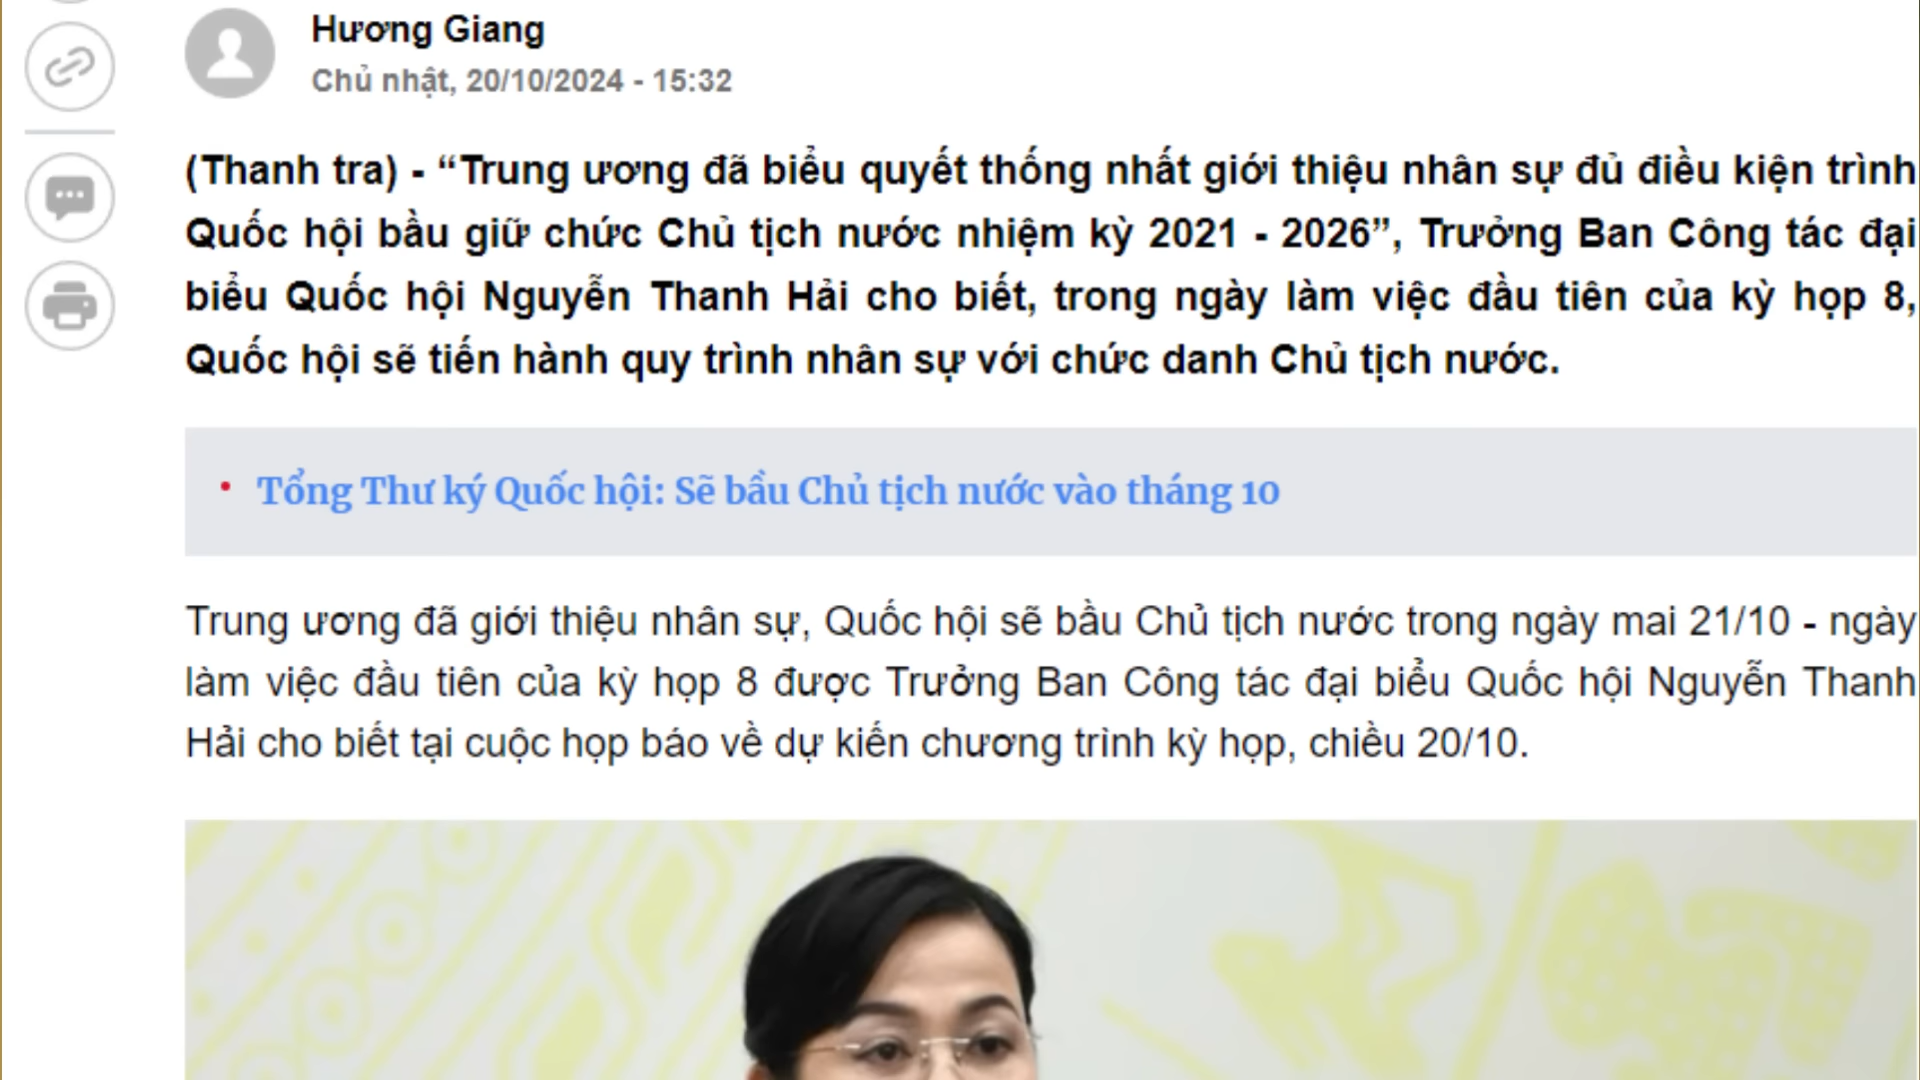 Hương Giang
Chủ nhật, 20/10/2024 - 15:32
(Thanh tra) - “Trung ương đã biểu quyết thống nhất giới thiệu nhân sự đủ điều kiện trình
Quốc hội bầu giữ chức Chủ tịch nước nhiệm kỳ 2021 - 2026”, Trưởng Ban Công tác đại
biểu Quốc hội Nguyễn Thanh Hải cho biết, trong ngày làm việc đầu tiên của kỳ họp 8,
Quốc hội sẽ tiến hành quy trình nhân sự với chức danh Chủ tịch nước.
• Tổng Thư ký Quốc hội: Sẽ bầu Chủ tịch nước vào tháng 10
Trung ương đã giới thiệu nhân sự, Quốc hội sẽ bầu Chủ tịch nước trong ngày mai 21/10 - ngày
làm việc đầu tiên của kỳ họp 8 được Trưởng Ban Công tác đại biểu Quốc hội Nguyễn Thanh
Hải cho biết tại cuộc họp báo về dự kiến chương trình kỳ họp, chiều 20/10.